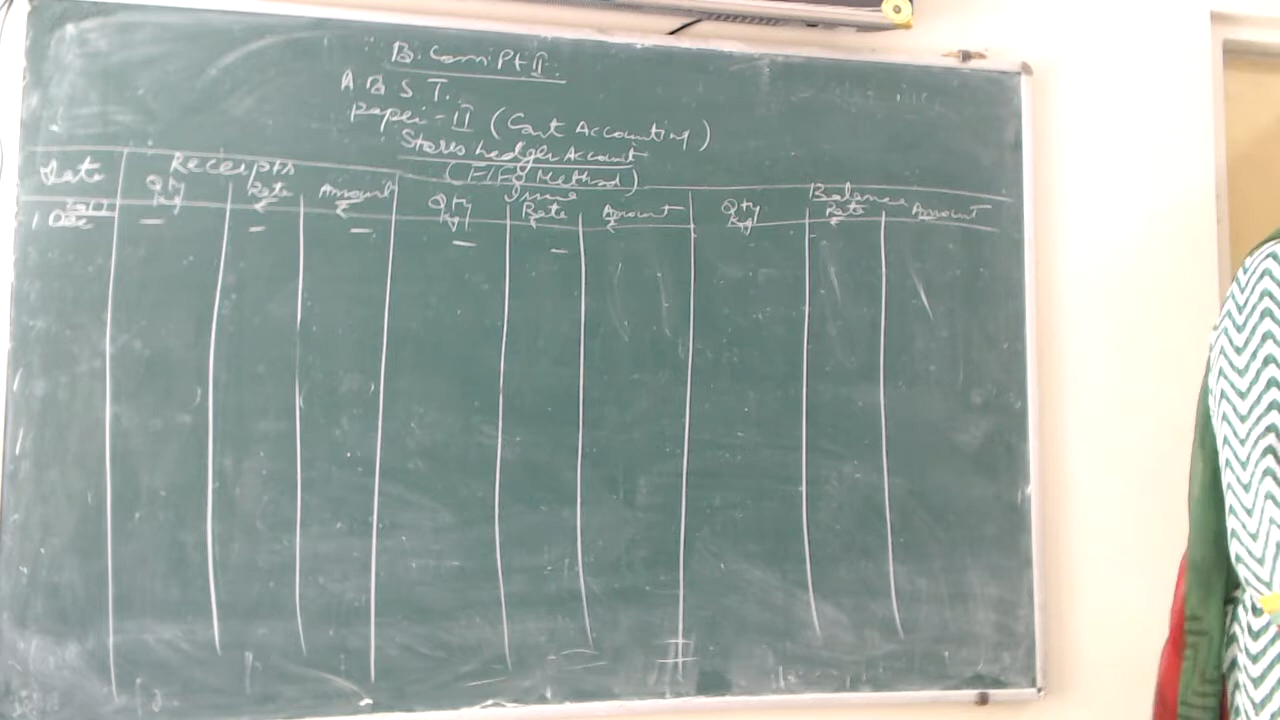 B. Com Pt II.
A. B. S. T.
Paper - II (Cost Accounting)
Stores Ledger Account
(FIFO Method)
Date Receipts Issue Balance
Qty Kg Rate ₹ Amount ₹ Qty Kg Rate ₹ Amount ₹ Qty Kg Rate ₹ Amount
1 Dec - - - - -